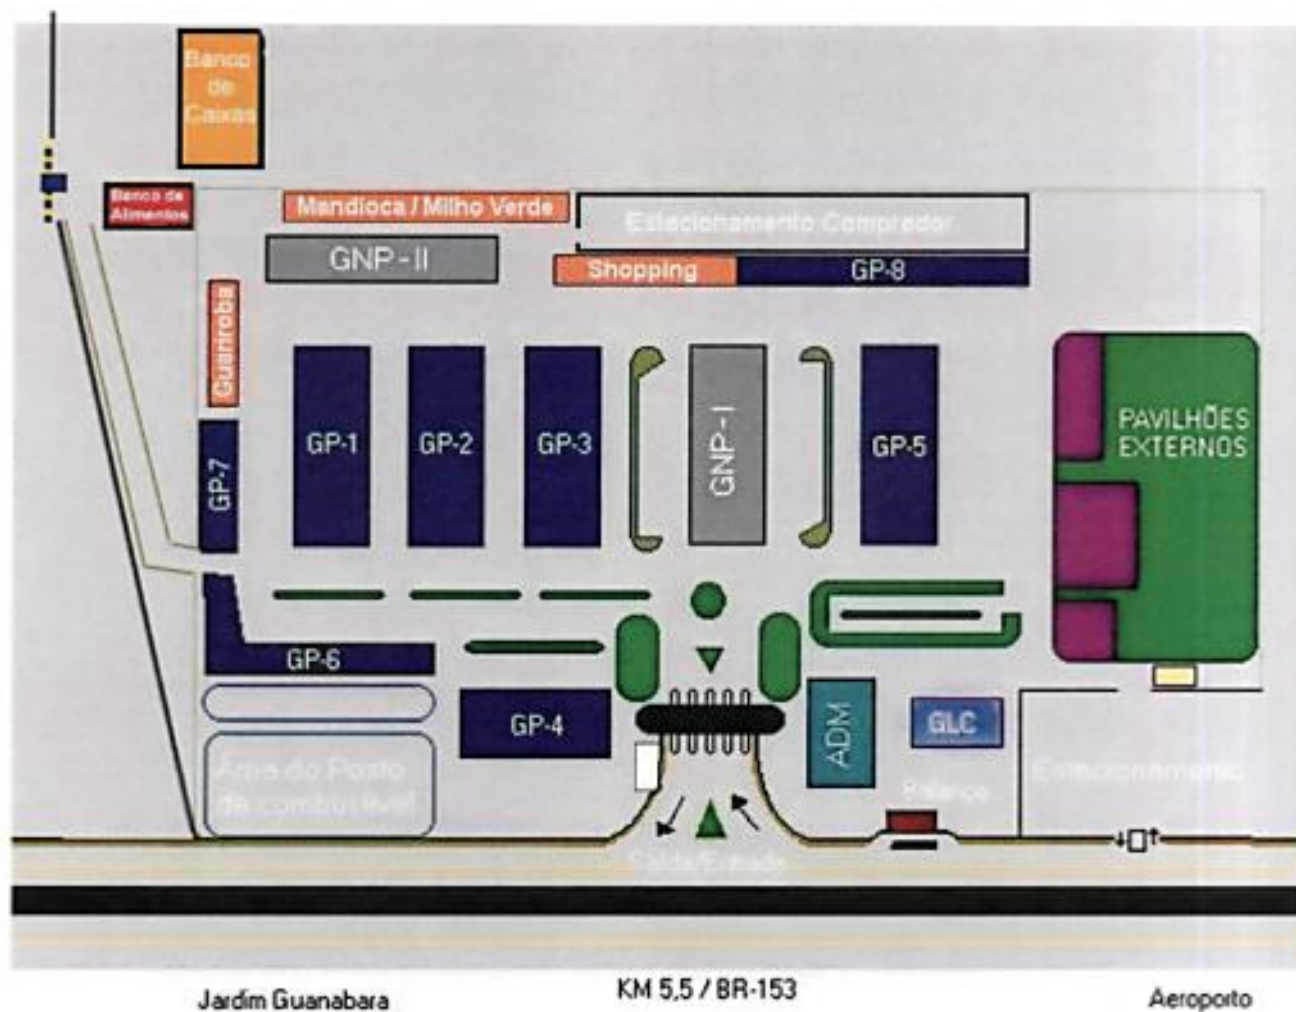 Banco
de
Caixas
Banco de
Alimentos
Mandioca / Milho Verde
Estacionamento Comprador
GNP-II
Shopping
GP-8
Guariroba
GP-1
GP-2
GP-3
GNP-I
GP-5
PAVILHÕES
EXTERNOS
GP-7
GP-6
GP-4
ADM
GLC
Área do Posto
de combustível
Balança
Estacionamento
Saída/Entrada
Jardim Guanabara
KM 5,5 / BR-153
Aeroporto